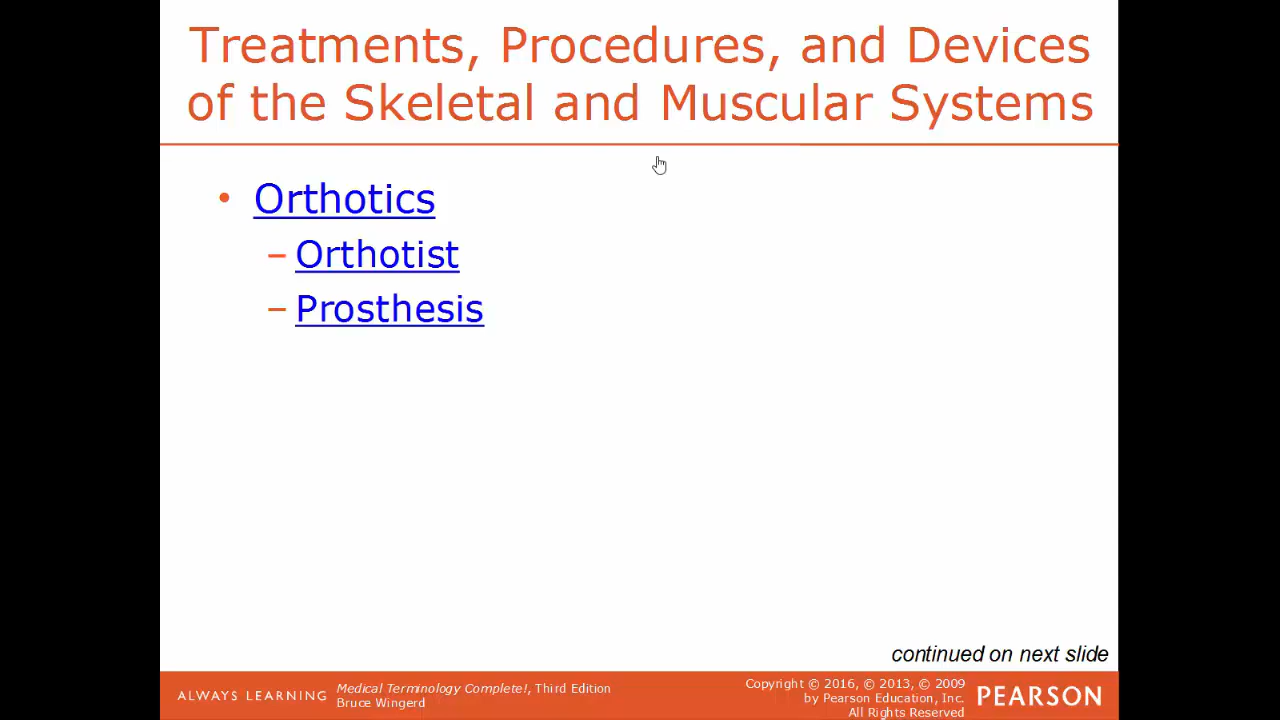 Treatments, Procedures, and Devices
of the Skeletal and Muscular Systems
• Orthotics
– Orthotist
– Prosthesis
continued on next slide
ALWAYS LEARNING
Medical Terminology Complete!, Third Edition
Bruce Wingerd
Copyright © 2016, © 2013, © 2009
by Pearson Education, Inc.
All Rights Reserved
PEARSON